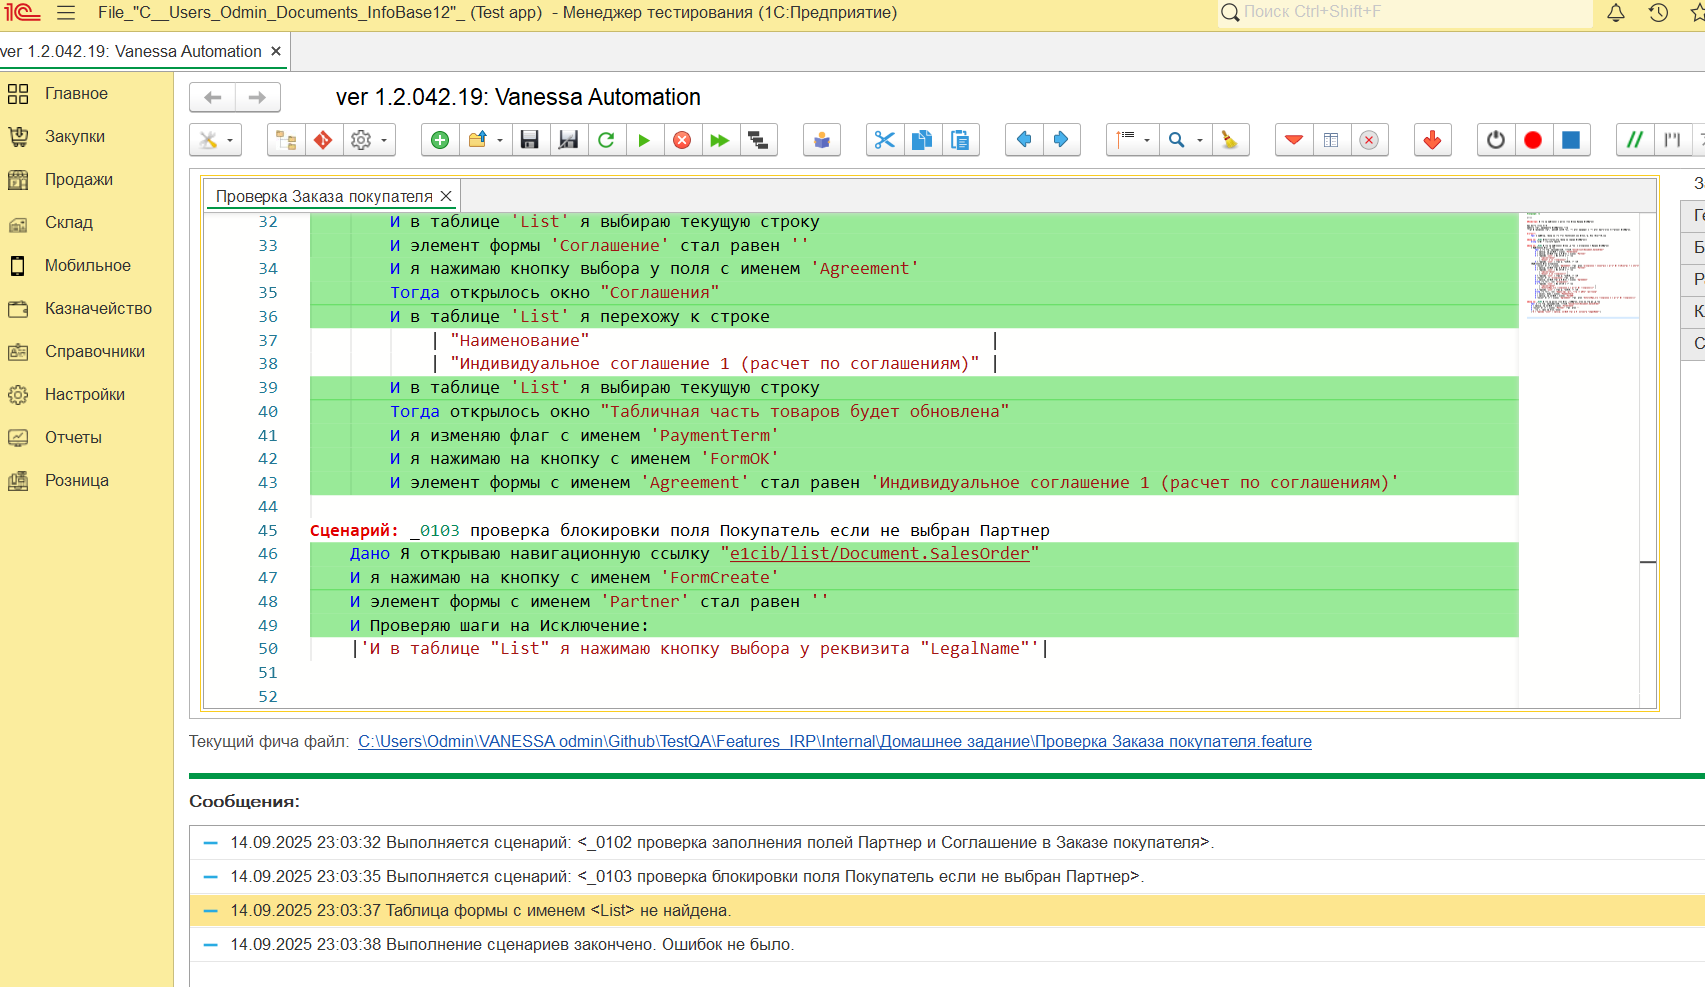 1С File_"C__Users_Odmin_Documents_InfoBase12"_ (Test app) - Менеджер тестирования (1С:Предприятие) Поиск Ctrl+Shift+F
ver 1.2.042.19: Vanessa Automation ×
Главное
Закупки
Продажи
Склад
Мобильное
Казначейство
Справочники
Настройки
Отчеты
Розница
ver 1.2.042.19: Vanessa Automation
Проверка Заказа покупателя ×
32 И в таблице 'List' я выбираю текущую строку
33 И элемент формы 'Соглашение' стал равен ''
34 И я нажимаю кнопку выбора у поля с именем 'Agreement'
35 Тогда открылось окно "Соглашения"
36 И в таблице 'List' я перехожу к строке
37 | "Наименование" |
38 | "Индивидуальное соглашение 1 (расчет по соглашениям)" |
39 И в таблице 'List' я выбираю текущую строку
40 Тогда открылось окно "Табличная часть товаров будет обновлена"
41 И я изменяю флаг с именем 'PaymentTerm'
42 И я нажимаю на кнопку с именем 'FormOK'
43 И элемент формы с именем 'Agreement' стал равен 'Индивидуальное соглашение 1 (расчет по соглашениям)'
44
45 Сценарий: _0103 проверка блокировки поля Покупатель если не выбран Партнер
46 Дано Я открываю навигационную ссылку "e1cib/list/Document.SalesOrder"
47 И я нажимаю на кнопку с именем 'FormCreate'
48 И элемент формы с именем 'Partner' стал равен ''
49 И Проверяю шаги на Исключение:
50 |'И в таблице "List" я нажимаю кнопку выбора у реквизита "LegalName"'|
51
52
Текущий фича файл: C:\Users\Odmin\VANESSA odmin\Github\TestQA\Features_IRP\Internal\Домашнее задание\Проверка Заказа покупателя.feature
Сообщения:
14.09.2025 23:03:32 Выполняется сценарий: <_0102 проверка заполнения полей Партнер и Соглашение в Заказе покупателя>.
14.09.2025 23:03:35 Выполняется сценарий: <_0103 проверка блокировки поля Покупатель если не выбран Партнер>.
14.09.2025 23:03:37 Таблица формы с именем <List> не найдена.
14.09.2025 23:03:38 Выполнение сценариев закончено. Ошибок не было.